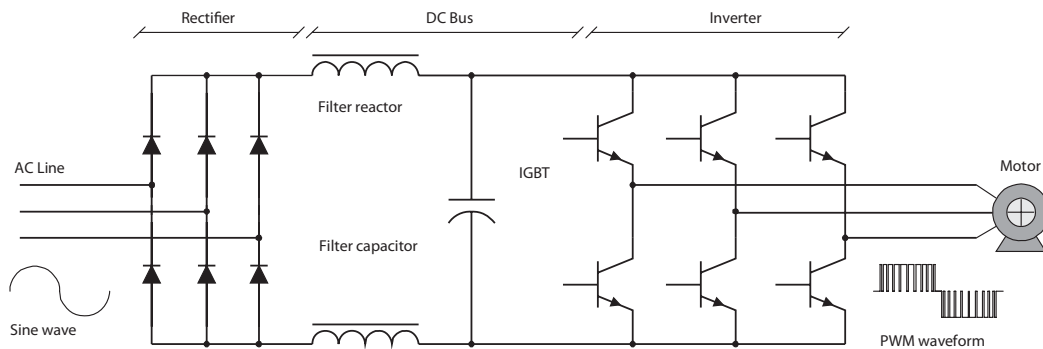 Rectifier
DC Bus
Inverter
Filter reactor
AC Line
IGBT
Motor
Filter capacitor
Sine wave
PWM waveform